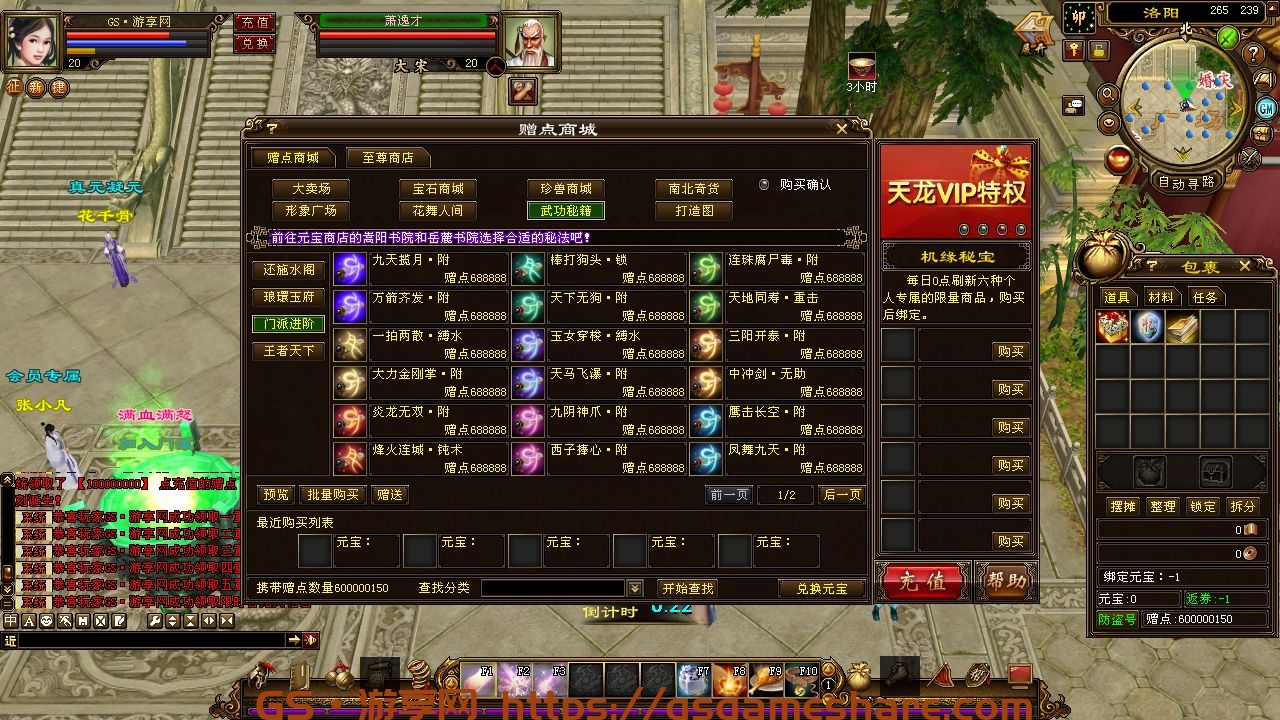 GS·游享网
充值
兑换
20
萧逸才
大宋
20
征 新 建
3小时
洛阳
265 239
北
自动寻路
GM
真元凝元
花千骨
会员专属
张小凡
满血满怒
加入门派
赠点商城
赠点商城 至尊商店
大卖场 宝石商城 珍兽商城 南北奇货
购买确认
形象广场 花舞人间 武功秘籍 打造图
前往元宝商店的嵩阳书院和岳麓书院选择合适的秘法吧!
还施水阁
琅嬛玉府
门派进阶
王者天下
九天揽月·附 棒打狗头·锁 连珠腐尸毒·附
赠点688888 赠点688888 赠点688888
万箭齐发·附 天下无狗·附 天地同寿·重击
赠点688888 赠点688888 赠点688888
一拍两散·缚水 玉女穿梭·缚水 三阳开泰·附
赠点688888 赠点688888 赠点688888
大力金刚掌·附 天马飞瀑·附 中冲剑·无助
赠点688888 赠点688888 赠点688888
炎龙无双·附 九阴神爪·附 鹰击长空·附
赠点688888 赠点688888 赠点688888
烽火连城·钝术 西子捧心·附 凤舞九天·附
赠点688888 赠点688888 赠点688888
预览 批量购买 赠送
前一页 1/2 后一页
最近购买列表
元宝: 元宝: 元宝: 元宝: 元宝:
携带赠点数量600000150 查找分类 开始查找 兑换元宝
天龙VIP特权
机缘秘宝
每日0点刷新六种个
人专属的限量商品,购买
后绑定。
购买
购买
购买
购买
购买
购买
充值 帮助
包裹
道具 材料 任务
摆摊 整理 锁定 拆分
0
0
绑定元宝:-1
元宝:0 返券:-1
防盗号 赠点:600000150
倒计时 0:22
近
F1 F2 F3 F7 F8 F9 F10
GS·游享网 https://gsgameshare.com